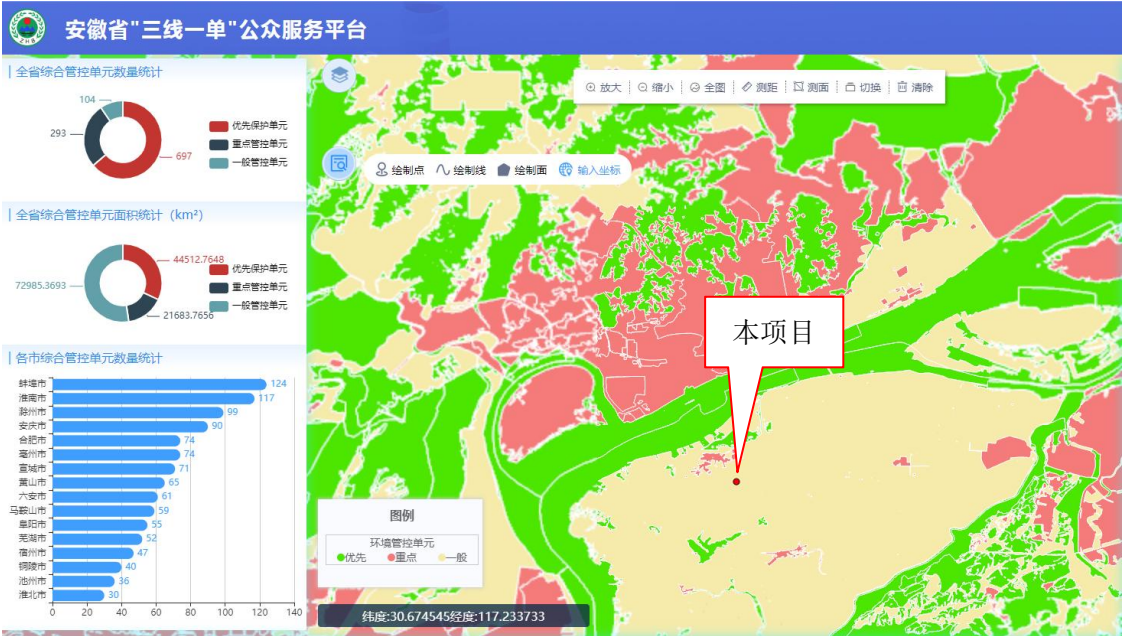 安徽省"三线一单"公众服务平台
全省综合管控单元数量统计
104
293
697
优先保护单元
重点管控单元
一般管控单元
全省综合管控单元面积统计（km²）
44512.7648
72985.3693
21683.7656
优先保护单元
重点管控单元
一般管控单元
各市综合管控单元数量统计
蚌埠市 124
淮南市 117
滁州市 99
安庆市 90
合肥市 74
亳州市 74
宣城市 71
黄山市 65
六安市 61
马鞍山市 59
阜阳市 55
芜湖市 52
宿州市 47
铜陵市 40
池州市 36
淮北市 30
0 20 40 60 80 100 120 140
放大 缩小 全图 测距 测面 切换 清除
绘制点 绘制线 绘制面 输入坐标
本项目
图例
环境管控单元
优先 重点 一般
纬度:30.674545经度:117.233733